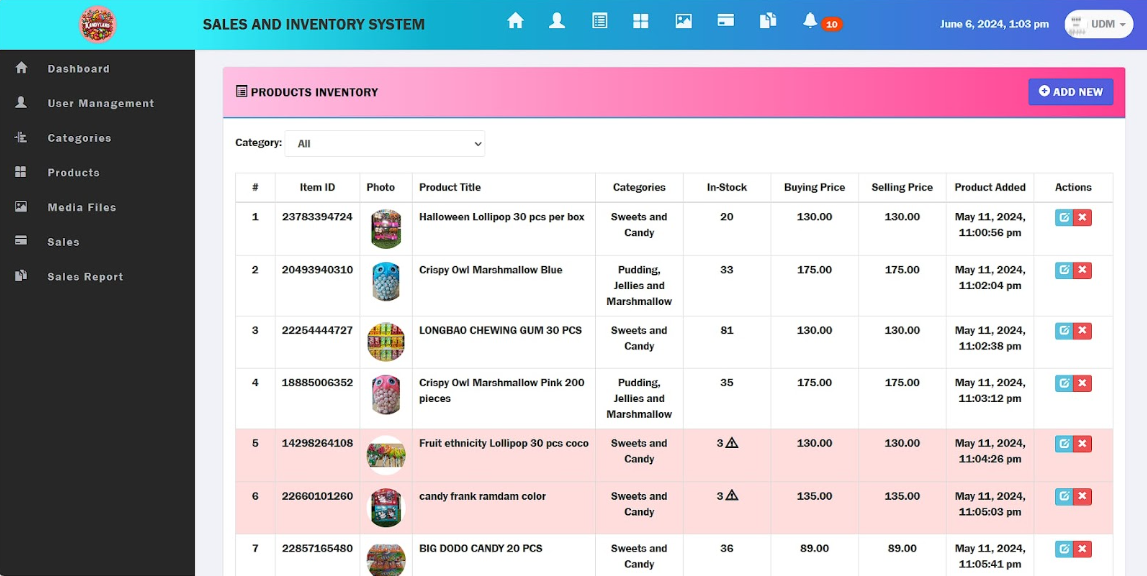 KANDYLAND
SALES AND INVENTORY SYSTEM
10
June 6, 2024, 1:03 pm
UDM
Dashboard
User Management
Categories
Products
Media Files
Sales
Sales Report
PRODUCTS INVENTORY
ADD NEW
Category: All
# Item ID Photo Product Title Categories In-Stock Buying Price Selling Price Product Added Actions
1 23783394724 Halloween Lollipop 30 pcs per box Sweets and 20 130.00 130.00 May 11, 2024,
Candy 11:00:56 pm
2 20493940310 Crispy Owl Marshmallow Blue Pudding, 33 175.00 175.00 May 11, 2024,
Jellies and 11:02:04 pm
Marshmallow
3 22254444727 LONGBAO CHEWING GUM 30 PCS Sweets and 81 130.00 130.00 May 11, 2024,
Candy 11:02:38 pm
4 18885006352 Crispy Owl Marshmallow Pink 200 Pudding, 35 175.00 175.00 May 11, 2024,
pieces Jellies and 11:03:12 pm
Marshmallow
5 14298264108 Fruit ethnicity Lollipop 30 pcs coco Sweets and 3 130.00 130.00 May 11, 2024,
Candy 11:04:26 pm
6 22660101260 candy frank ramdam color Sweets and 3 135.00 135.00 May 11, 2024,
Candy 11:05:03 pm
7 22857165480 BIG DODO CANDY 20 PCS Sweets and 36 89.00 89.00 May 11, 2024,
Candy 11:05:41 pm